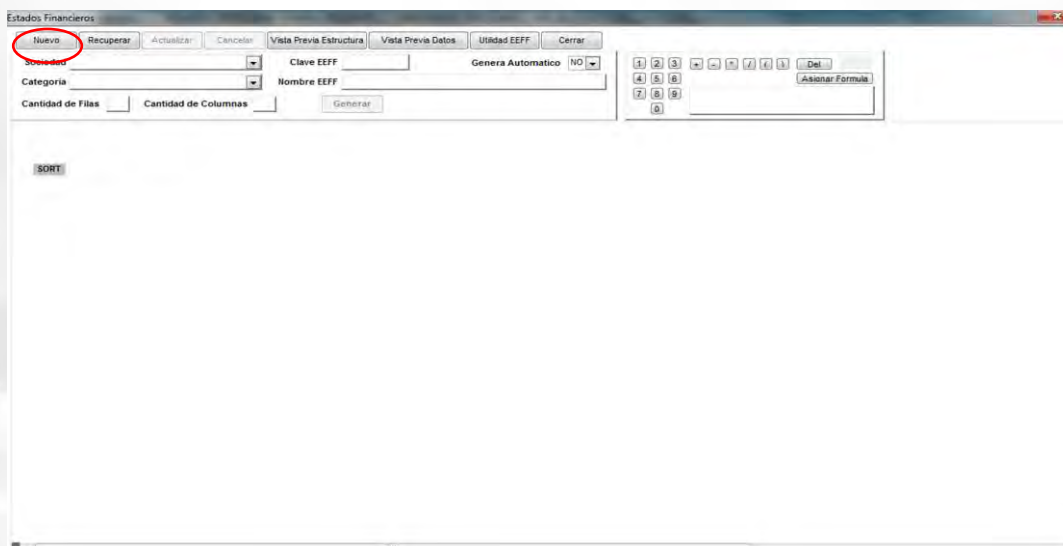 Estados Financieros
Nuevo Recuperar Actualizar Cancelar Vista Previa Estructura Vista Previa Datos Utilidad EEFF Cerrar
Sociedad Clave EEFF Genera Automatico NO
Categoria Nombre EEFF
Cantidad de Filas Cantidad de Columnas Generar
1 2 3 + - * / ( ) Del
4 5 6 Asionar Formula
7 8 9
0
SORT